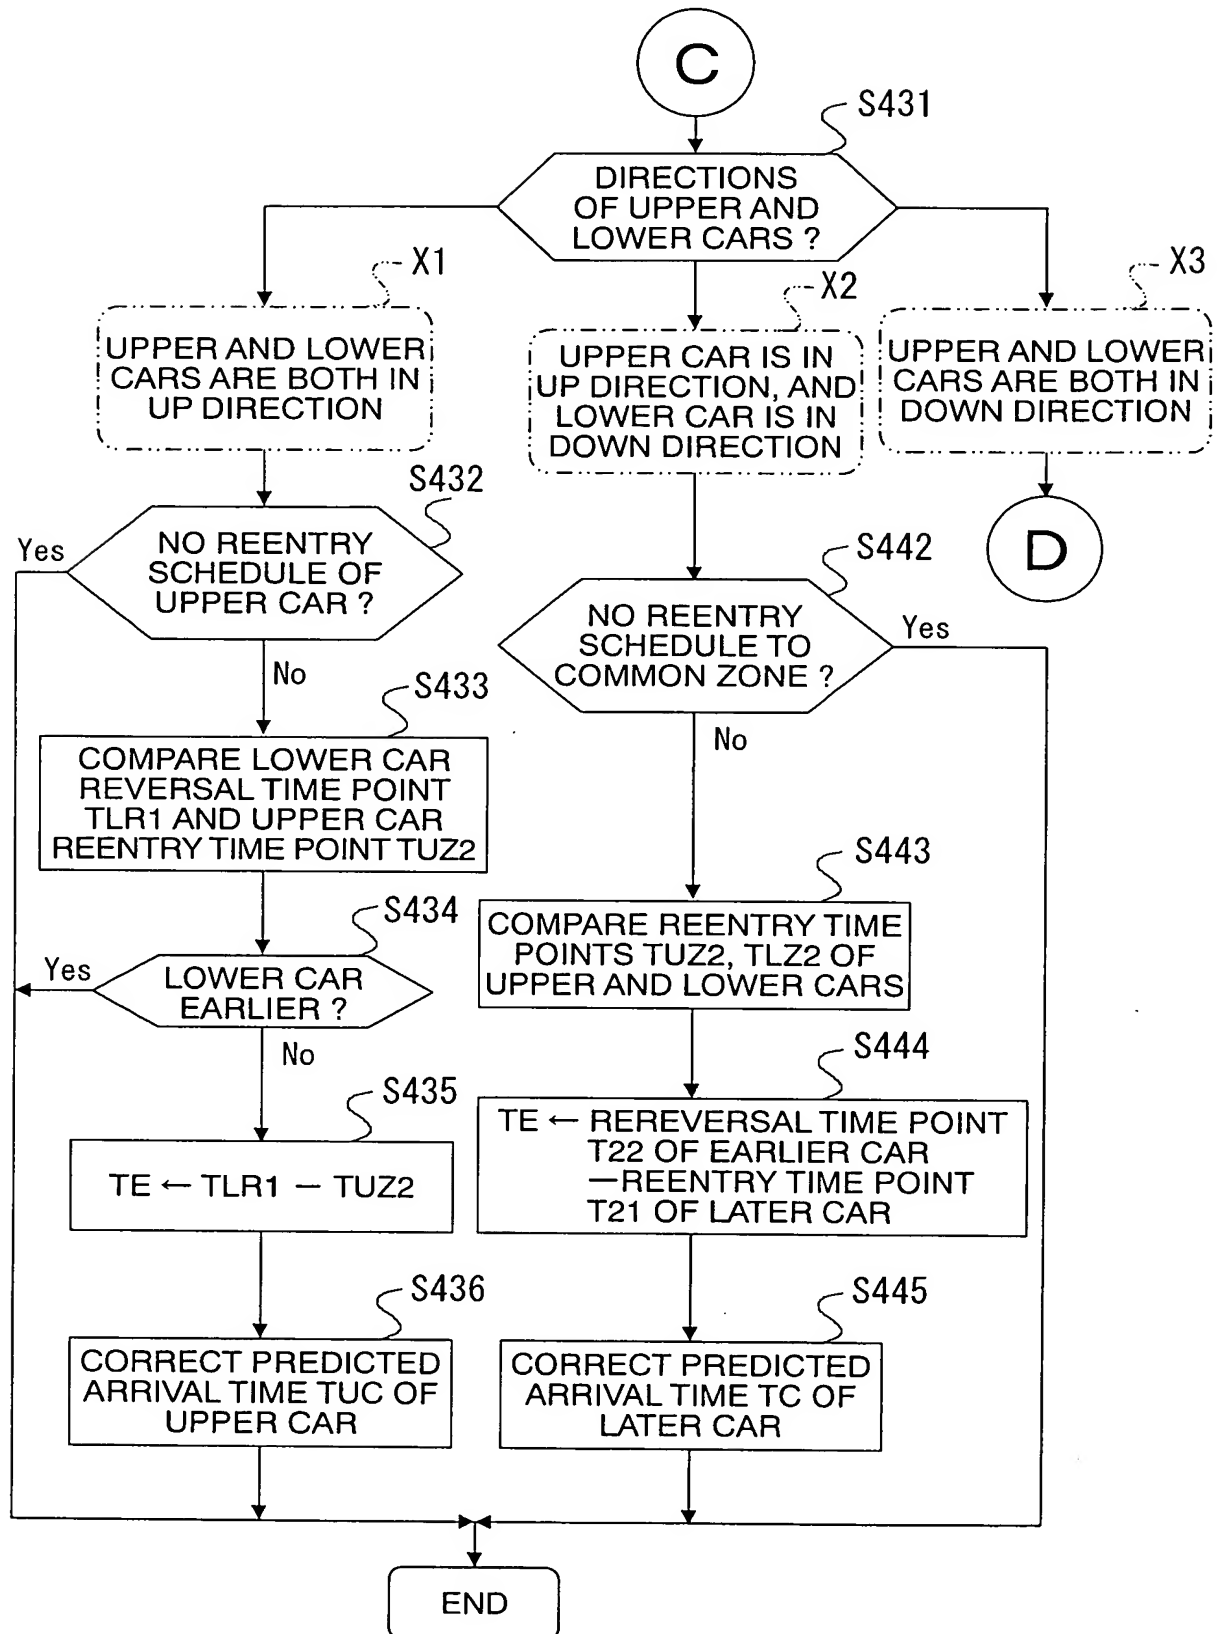 C
S431
DIRECTIONS
OF UPPER AND
LOWER CARS ?
X1
UPPER AND LOWER
CARS ARE BOTH IN
UP DIRECTION
X2
UPPER CAR IS IN
UP DIRECTION, AND
LOWER CAR IS IN
DOWN DIRECTION
X3
UPPER AND LOWER
CARS ARE BOTH IN
DOWN DIRECTION
D
S432
Yes
NO REENTRY
SCHEDULE OF
UPPER CAR ?
No
S433
COMPARE LOWER CAR
REVERSAL TIME POINT
TLR1 AND UPPER CAR
REENTRY TIME POINT TUZ2
S434
Yes
LOWER CAR
EARLIER ?
No
S435
TE ← TLR1 − TUZ2
S436
CORRECT PREDICTED
ARRIVAL TIME TUC OF
UPPER CAR
S442
NO REENTRY
SCHEDULE TO
COMMON ZONE ?
Yes
No
S443
COMPARE REENTRY TIME
POINTS TUZ2, TLZ2 OF
UPPER AND LOWER CARS
S444
TE ← REREVERSAL TIME POINT
T22 OF EARLIER CAR
−REENTRY TIME POINT
T21 OF LATER CAR
S445
CORRECT PREDICTED
ARRIVAL TIME TC OF
LATER CAR
END